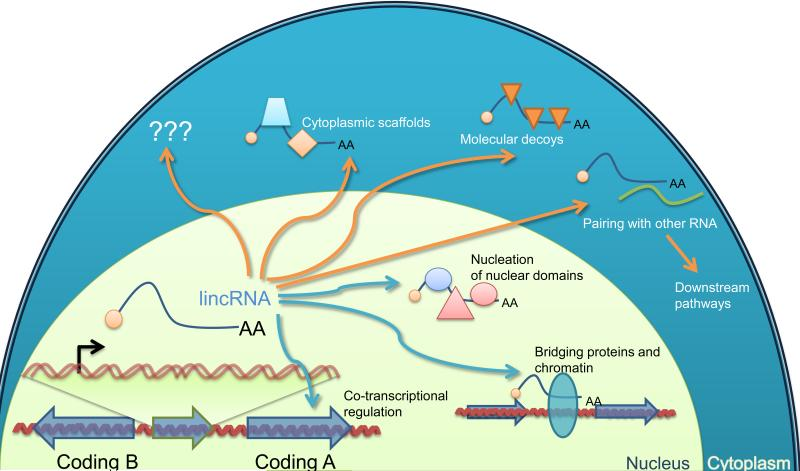 ???
Cytoplasmic scaffolds
AA
Molecular decoys
AA
AA
Pairing with other RNA
Downstream
pathways
lincRNA
AA
Nucleation
of nuclear domains
AA
Bridging proteins and
chromatin
AA
Co-transcriptional
regulation
Coding B
Coding A
Nucleus
Cytoplasm